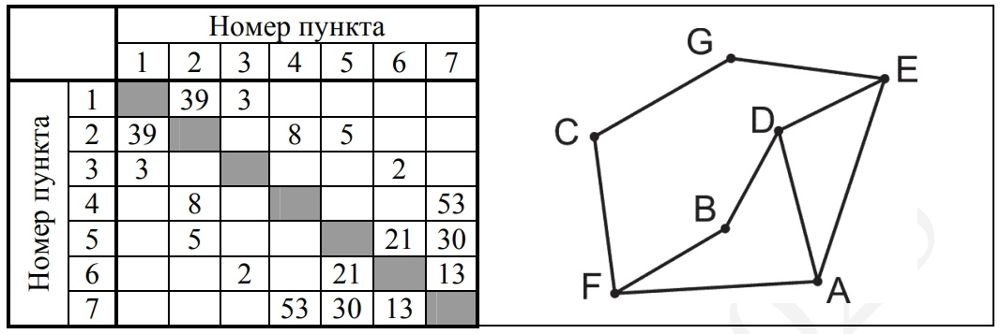 Номер пункта
1 2 3 4 5 6 7
Номер пункта
1 39 3
2 39 8 5
3 3 2
4 8 53
5 5 21 30
6 2 21 13
7 53 30 13
G
E
D
C
B
F
A